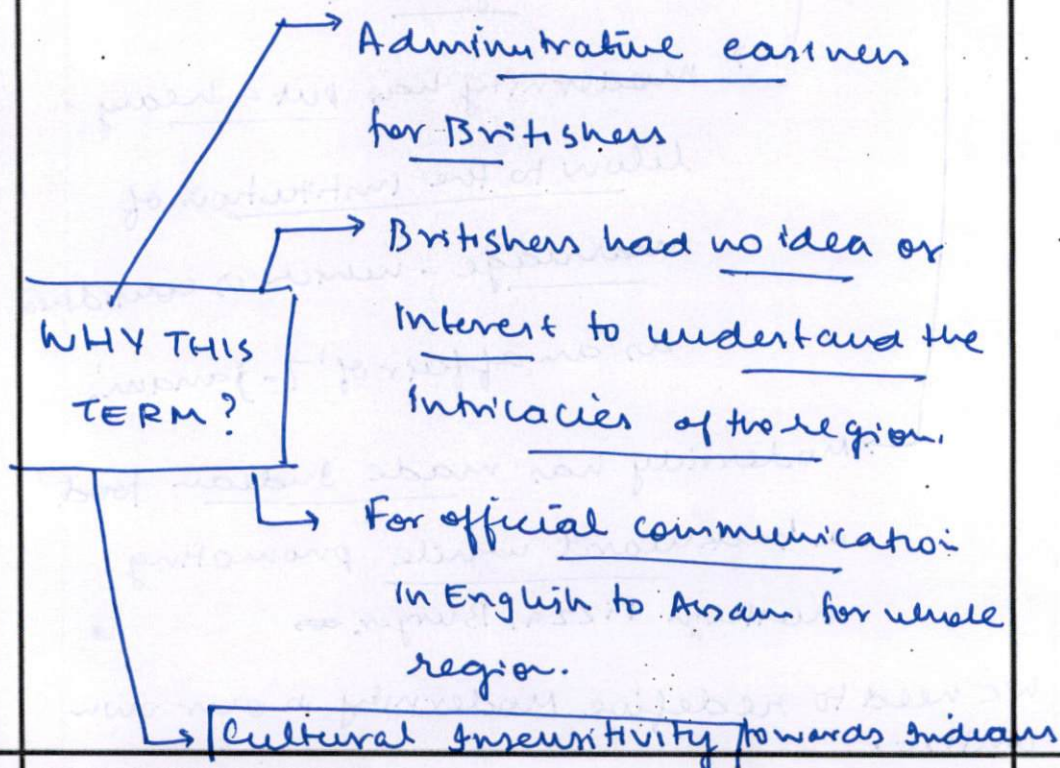 Administrative easiness
for Britishers
Britishers had no idea or
Interest to understand the
Intricacies of the region.
WHY THIS
TERM?
For official communication
in English to Assam for whole
region.
Cultural Insensitivity towards Indians